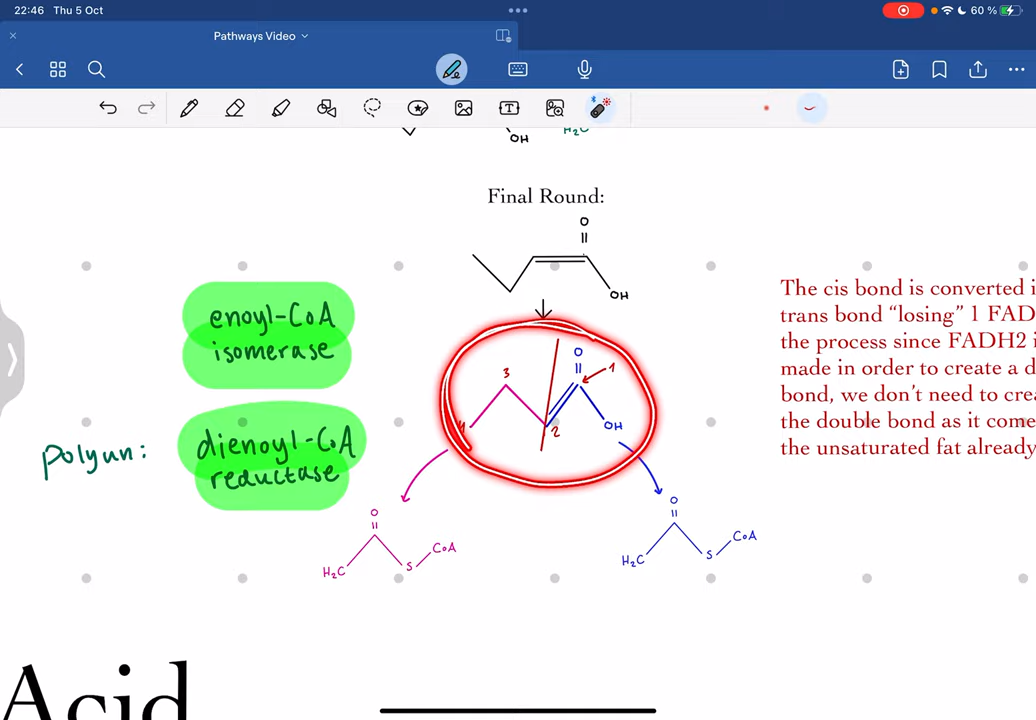 22:46 Thu 5 Oct
60 %
Pathways Video
OH
H₂C
Final Round:
O
OH
enoyl-CoA
isomerase
polyun:
dienoyl-CoA
reductase
O
1
3
4
2
OH
O
CoA
S
H₂C
O
CoA
S
H₂C
The cis bond is converted i
trans bond “losing” 1 FAD
the process since FADH2 i
made in order to create a d
bond, we don't need to crea
the double bond as it come
the unsaturated fat already
Acid